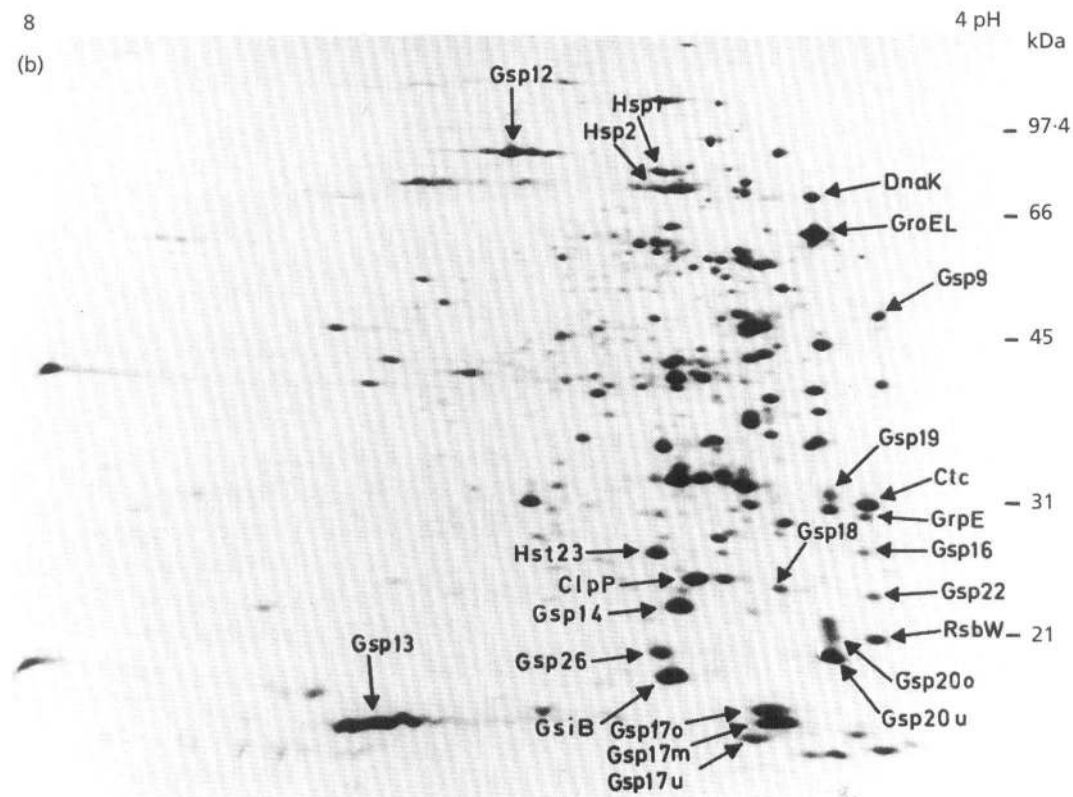 8
4 pH
kDa
(b)
Gsp12
Hsp1
Hsp2
97·4
DnaK
66
GroEL
Gsp9
45
Gsp19
Ctc
31
GrpE
Gsp18
Hst23
Gsp16
ClpP
Gsp22
Gsp14
RsbW
21
Gsp13
Gsp26
Gsp20o
GsiB
Gsp20u
Gsp17o
Gsp17m
Gsp17u